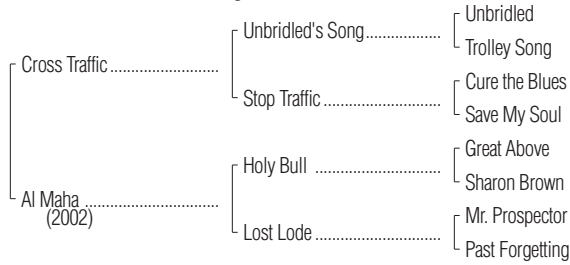 Unbridled
Unbridled's Song
Trolley Song
Cross Traffic
Cure the Blues
Stop Traffic
Save My Soul
Great Above
Holy Bull
Sharon Brown
Al Maha
(2002)
Mr. Prospector
Lost Lode
Past Forgetting